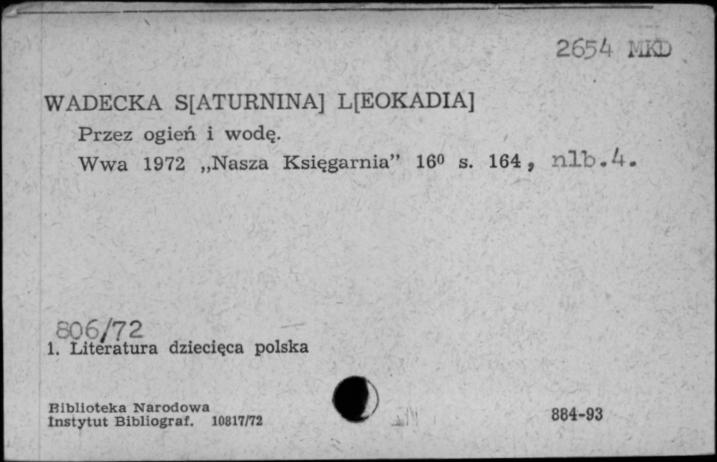 2654 MKD
WADECKA S[ATURNINA] L[EOKADIA]
Przez ogień i wodę.
Wwa 1972 „Nasza Księgarnia” 16⁰ s. 164, nlb.4.
806/72
1. Literatura dziecięca polska
Biblioteka Narodowa
Instytut Bibliograf. 10817/72
884-93